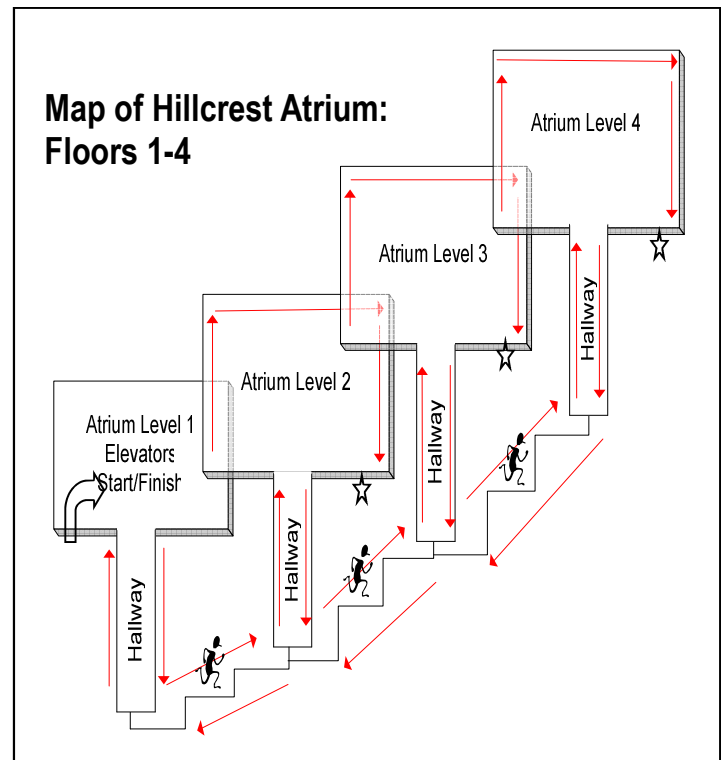 Map of Hillcrest Atrium:
Floors 1-4
Atrium Level 4
Atrium Level 3
Atrium Level 2
Atrium Level 1
Elevators
Start/Finish
Hallway
Hallway
Hallway
Hallway